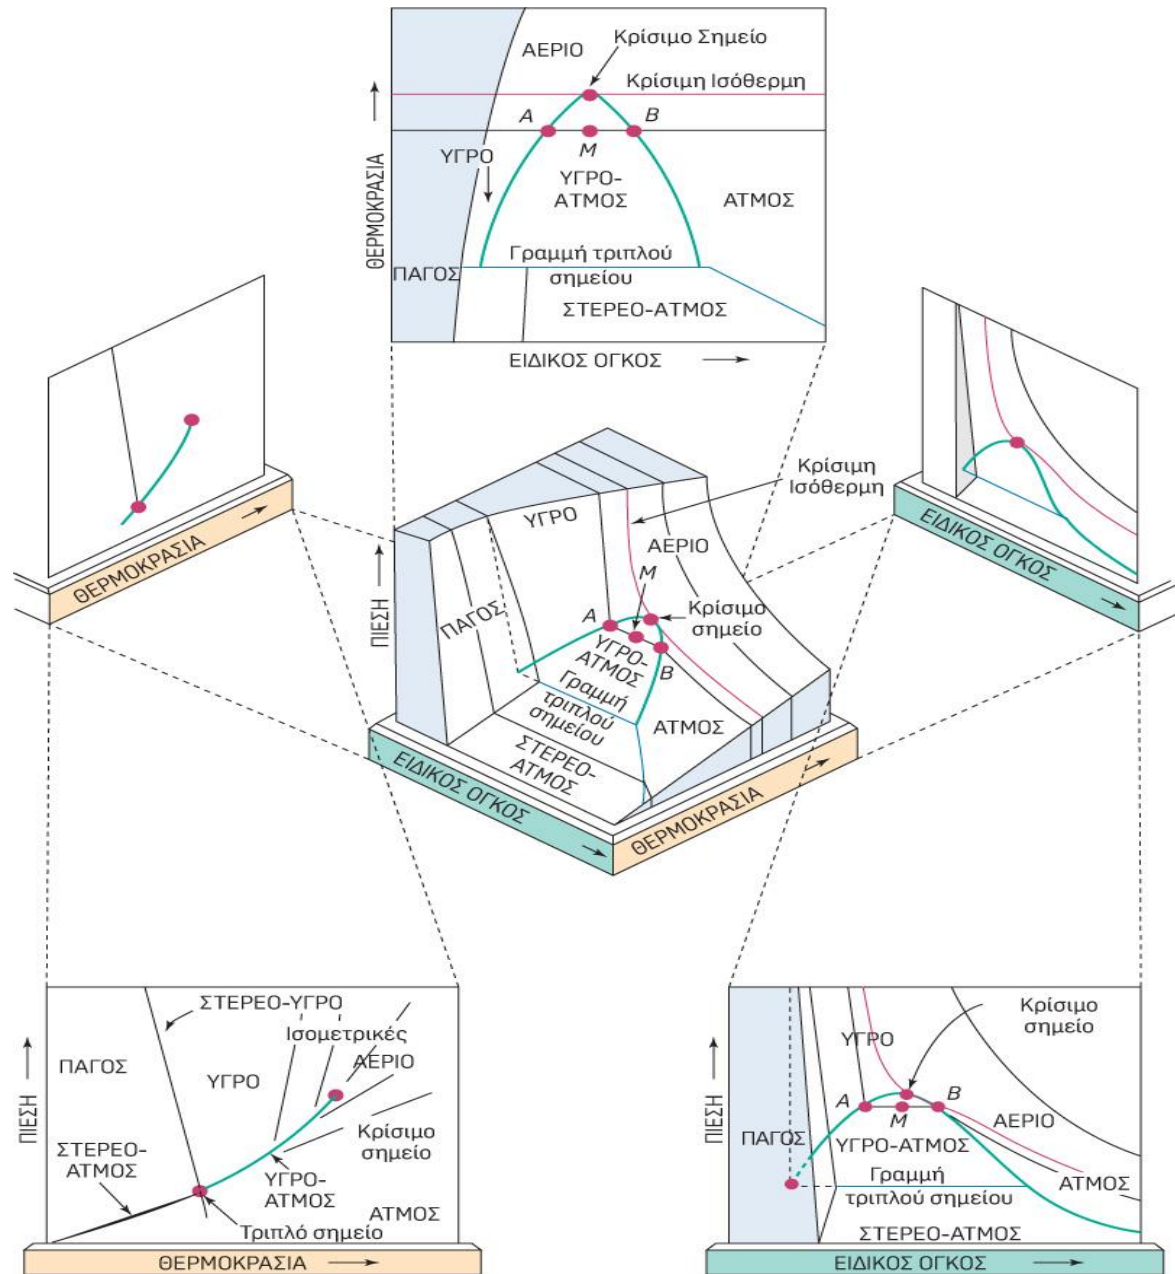 ΑΕΡΙΟ
Κρίσιμο Σημείο
Κρίσιμη Ισόθερμη
A
B
M
ΥΓΡΟ
ΥΓΡΟ-
ΑΤΜΟΣ
ΑΤΜΟΣ
ΠΑΓΟΣ
Γραμμή τριπλού
σημείου
ΣΤΕΡΕΟ-ΑΤΜΟΣ
ΘΕΡΜΟΚΡΑΣΙΑ
ΕΙΔΙΚΟΣ ΟΓΚΟΣ
ΘΕΡΜΟΚΡΑΣΙΑ
ΕΙΔΙΚΟΣ ΟΓΚΟΣ
Κρίσιμη
Ισόθερμη
ΥΓΡΟ
ΑΕΡΙΟ
ΠΙΕΣΗ
ΠΑΓΟΣ
A
M
B
Κρίσιμο
σημείο
ΥΓΡΟ-
ΑΤΜΟΣ
Γραμμή
τριπλού
σημείου
ΑΤΜΟΣ
ΣΤΕΡΕΟ-
ΑΤΜΟΣ
ΕΙΔΙΚΟΣ ΟΓΚΟΣ
ΘΕΡΜΟΚΡΑΣΙΑ
ΣΤΕΡΕΟ-ΥΓΡΟ
Ισομετρικές
ΠΑΓΟΣ
ΥΓΡΟ
ΑΕΡΙΟ
ΠΙΕΣΗ
Κρίσιμο
σημείο
ΣΤΕΡΕΟ-
ΑΤΜΟΣ
ΥΓΡΟ-
ΑΤΜΟΣ
ΑΤΜΟΣ
Τριπλό σημείο
ΘΕΡΜΟΚΡΑΣΙΑ
Κρίσιμο
σημείο
ΥΓΡΟ
A
M
B
ΑΕΡΙΟ
ΠΙΕΣΗ
ΠΑΓΟΣ
ΥΓΡΟ-ΑΤΜΟΣ
Γραμμή
τριπλού σημείου
ΑΤΜΟΣ
ΣΤΕΡΕΟ-ΑΤΜΟΣ
ΕΙΔΙΚΟΣ ΟΓΚΟΣ